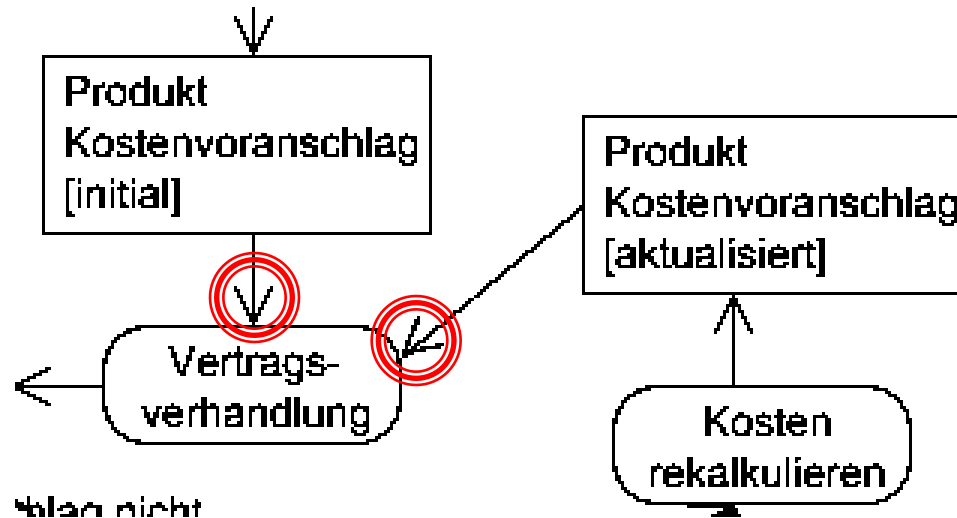 Produkt
Kostenvoranschlag
[initial]
Produkt
Kostenvoranschlag
[aktualisiert]
Vertrags-
verhandlung
Kosten
rekalkulieren
nicht